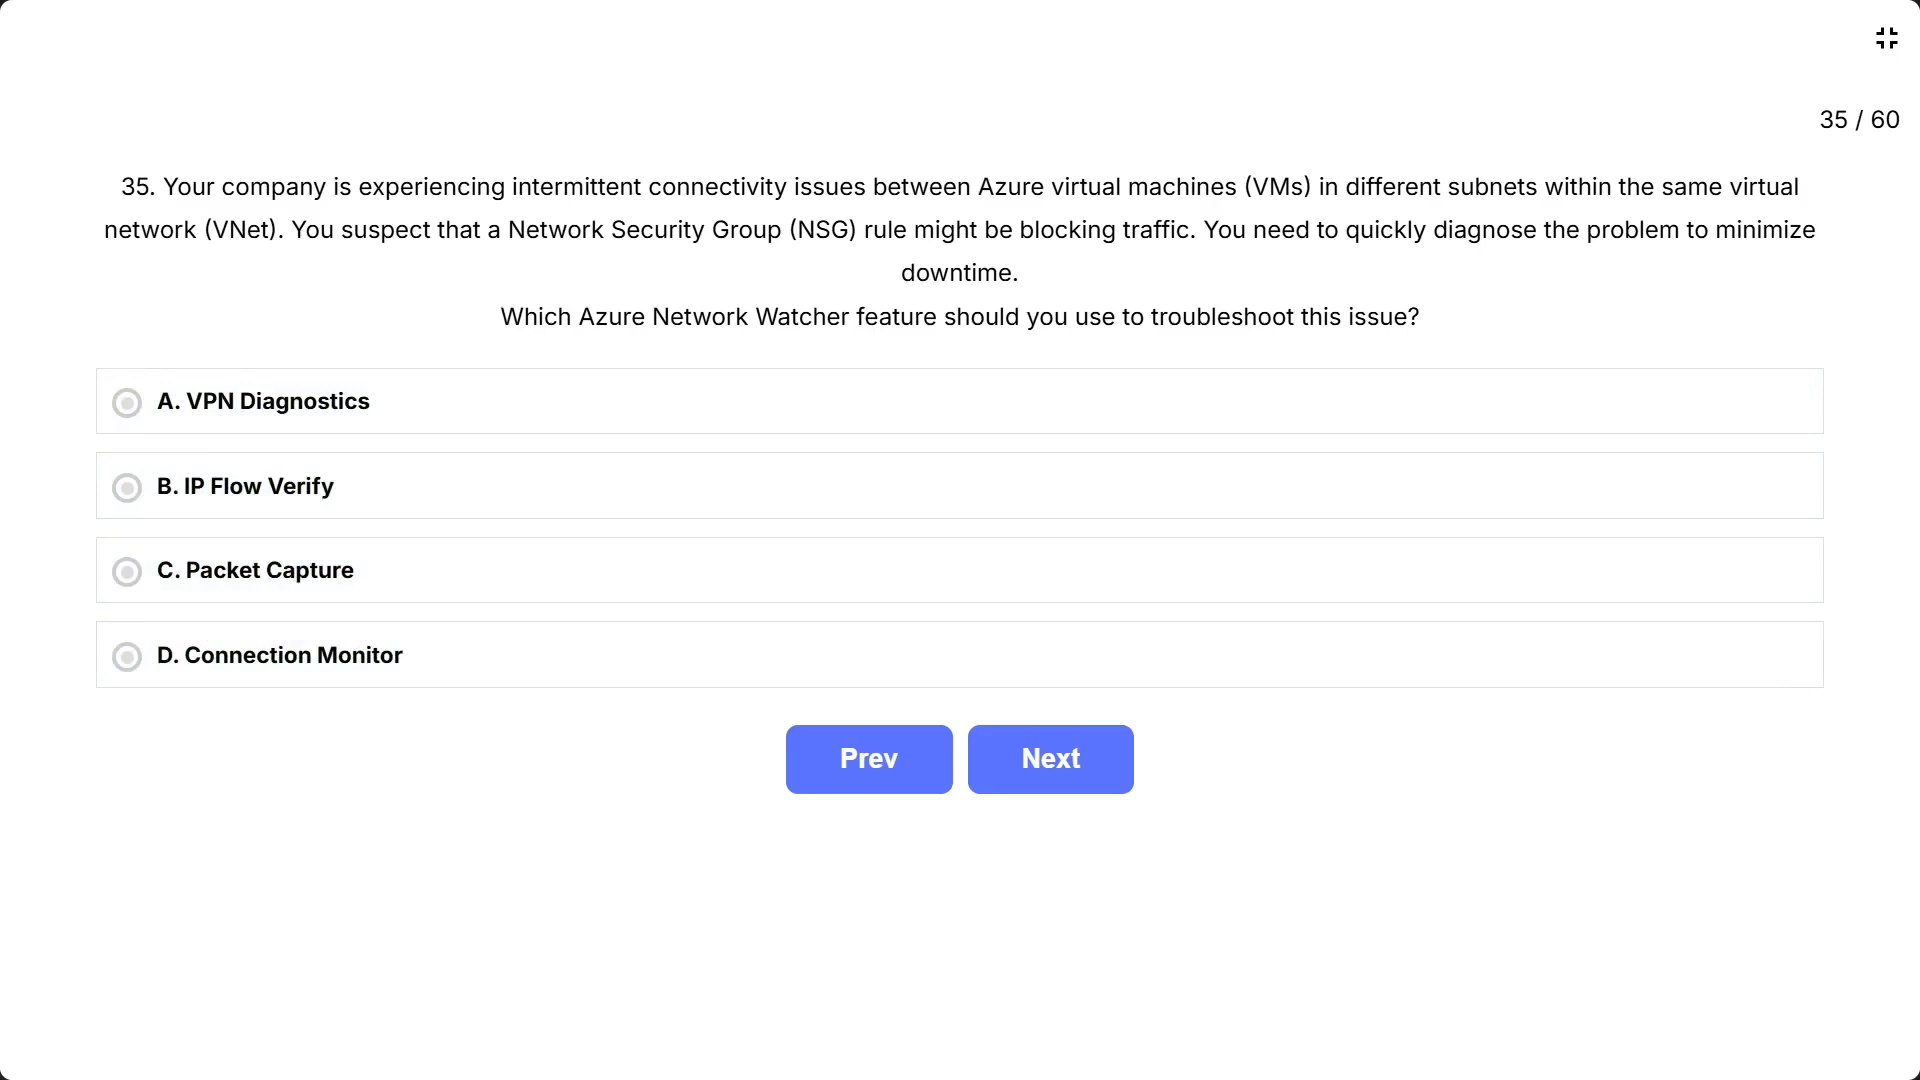 35 / 60
35. Your company is experiencing intermittent connectivity issues between Azure virtual machines (VMs) in different subnets within the same virtual
network (VNet). You suspect that a Network Security Group (NSG) rule might be blocking traffic. You need to quickly diagnose the problem to minimize
downtime.
Which Azure Network Watcher feature should you use to troubleshoot this issue?
A. VPN Diagnostics
B. IP Flow Verify
C. Packet Capture
D. Connection Monitor
Prev Next